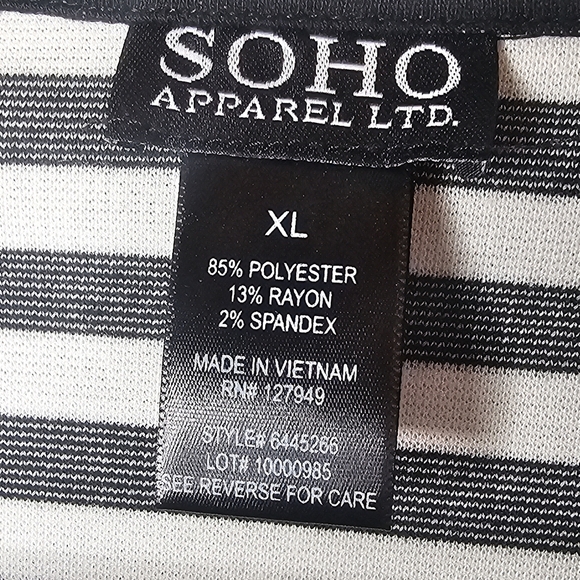 SOHO
APPAREL LTD.
XL
85% POLYESTER
13% RAYON
2% SPANDEX
MADE IN VIETNAM
RN# 127949
STYLE# 6445266
LOT# 10000985
SEE REVERSE FOR CARE